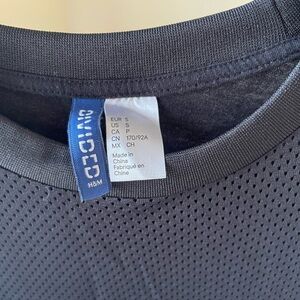 DIVIDED
H&M
EUR S
US S
CA P
CN 170/92A
MX CH
Made in
China
Fabriqué en
Chine